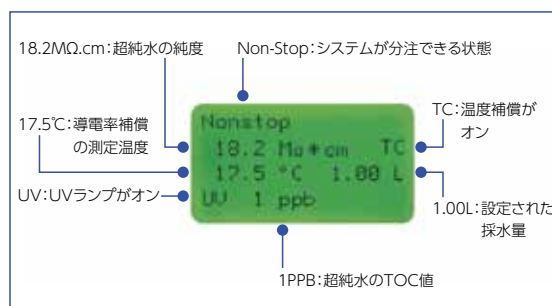 18.2MΩ.cm：超純水の純度
Non-Stop：システムが分注できる状態
17.5℃：導電率補償
の測定温度
UV：UVランプがオン
Nonstop
18.2 Mo*cm TC
17.5 °C 1.00 L
UV 1 ppb
TC：温度補償が
オン
1.00L：設定された
採水量
1PPB：超純水のTOC値